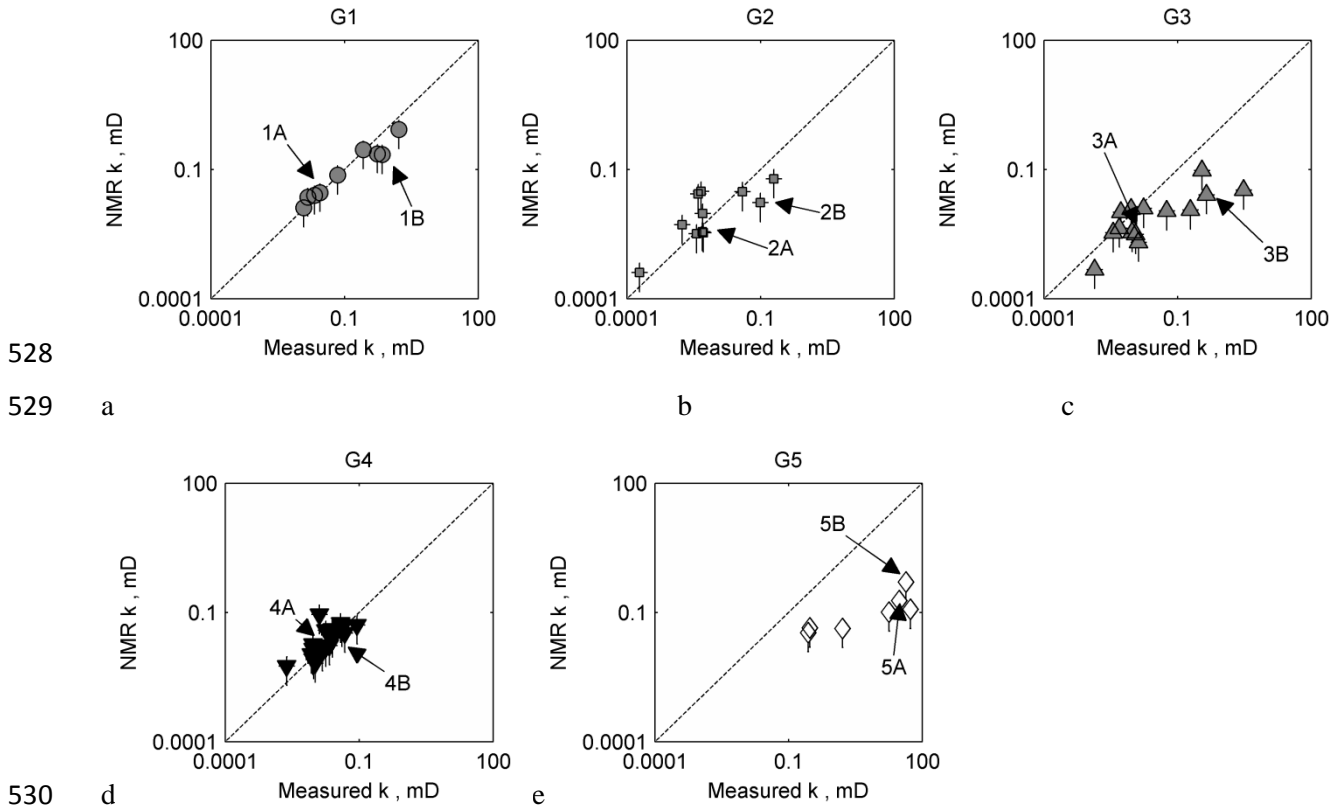 G1 G2 G3
100 100 100
NMR k , mD NMR k , mD NMR k , mD
1A 3A
0.1 0.1 0.1
1B 2B
2A 3B
0.0001 0.0001 0.0001
0.0001 0.1 100 0.0001 0.1 100 0.0001 0.1 100
Measured k , mD Measured k , mD Measured k , mD
528
529 a b c
G4 G5
100 100
NMR k , mD NMR k , mD
5B
4A
0.1 0.1
4B 5A
0.0001 0.0001
0.0001 0.1 100 0.0001 0.1 100
Measured k , mD Measured k , mD
530 d e